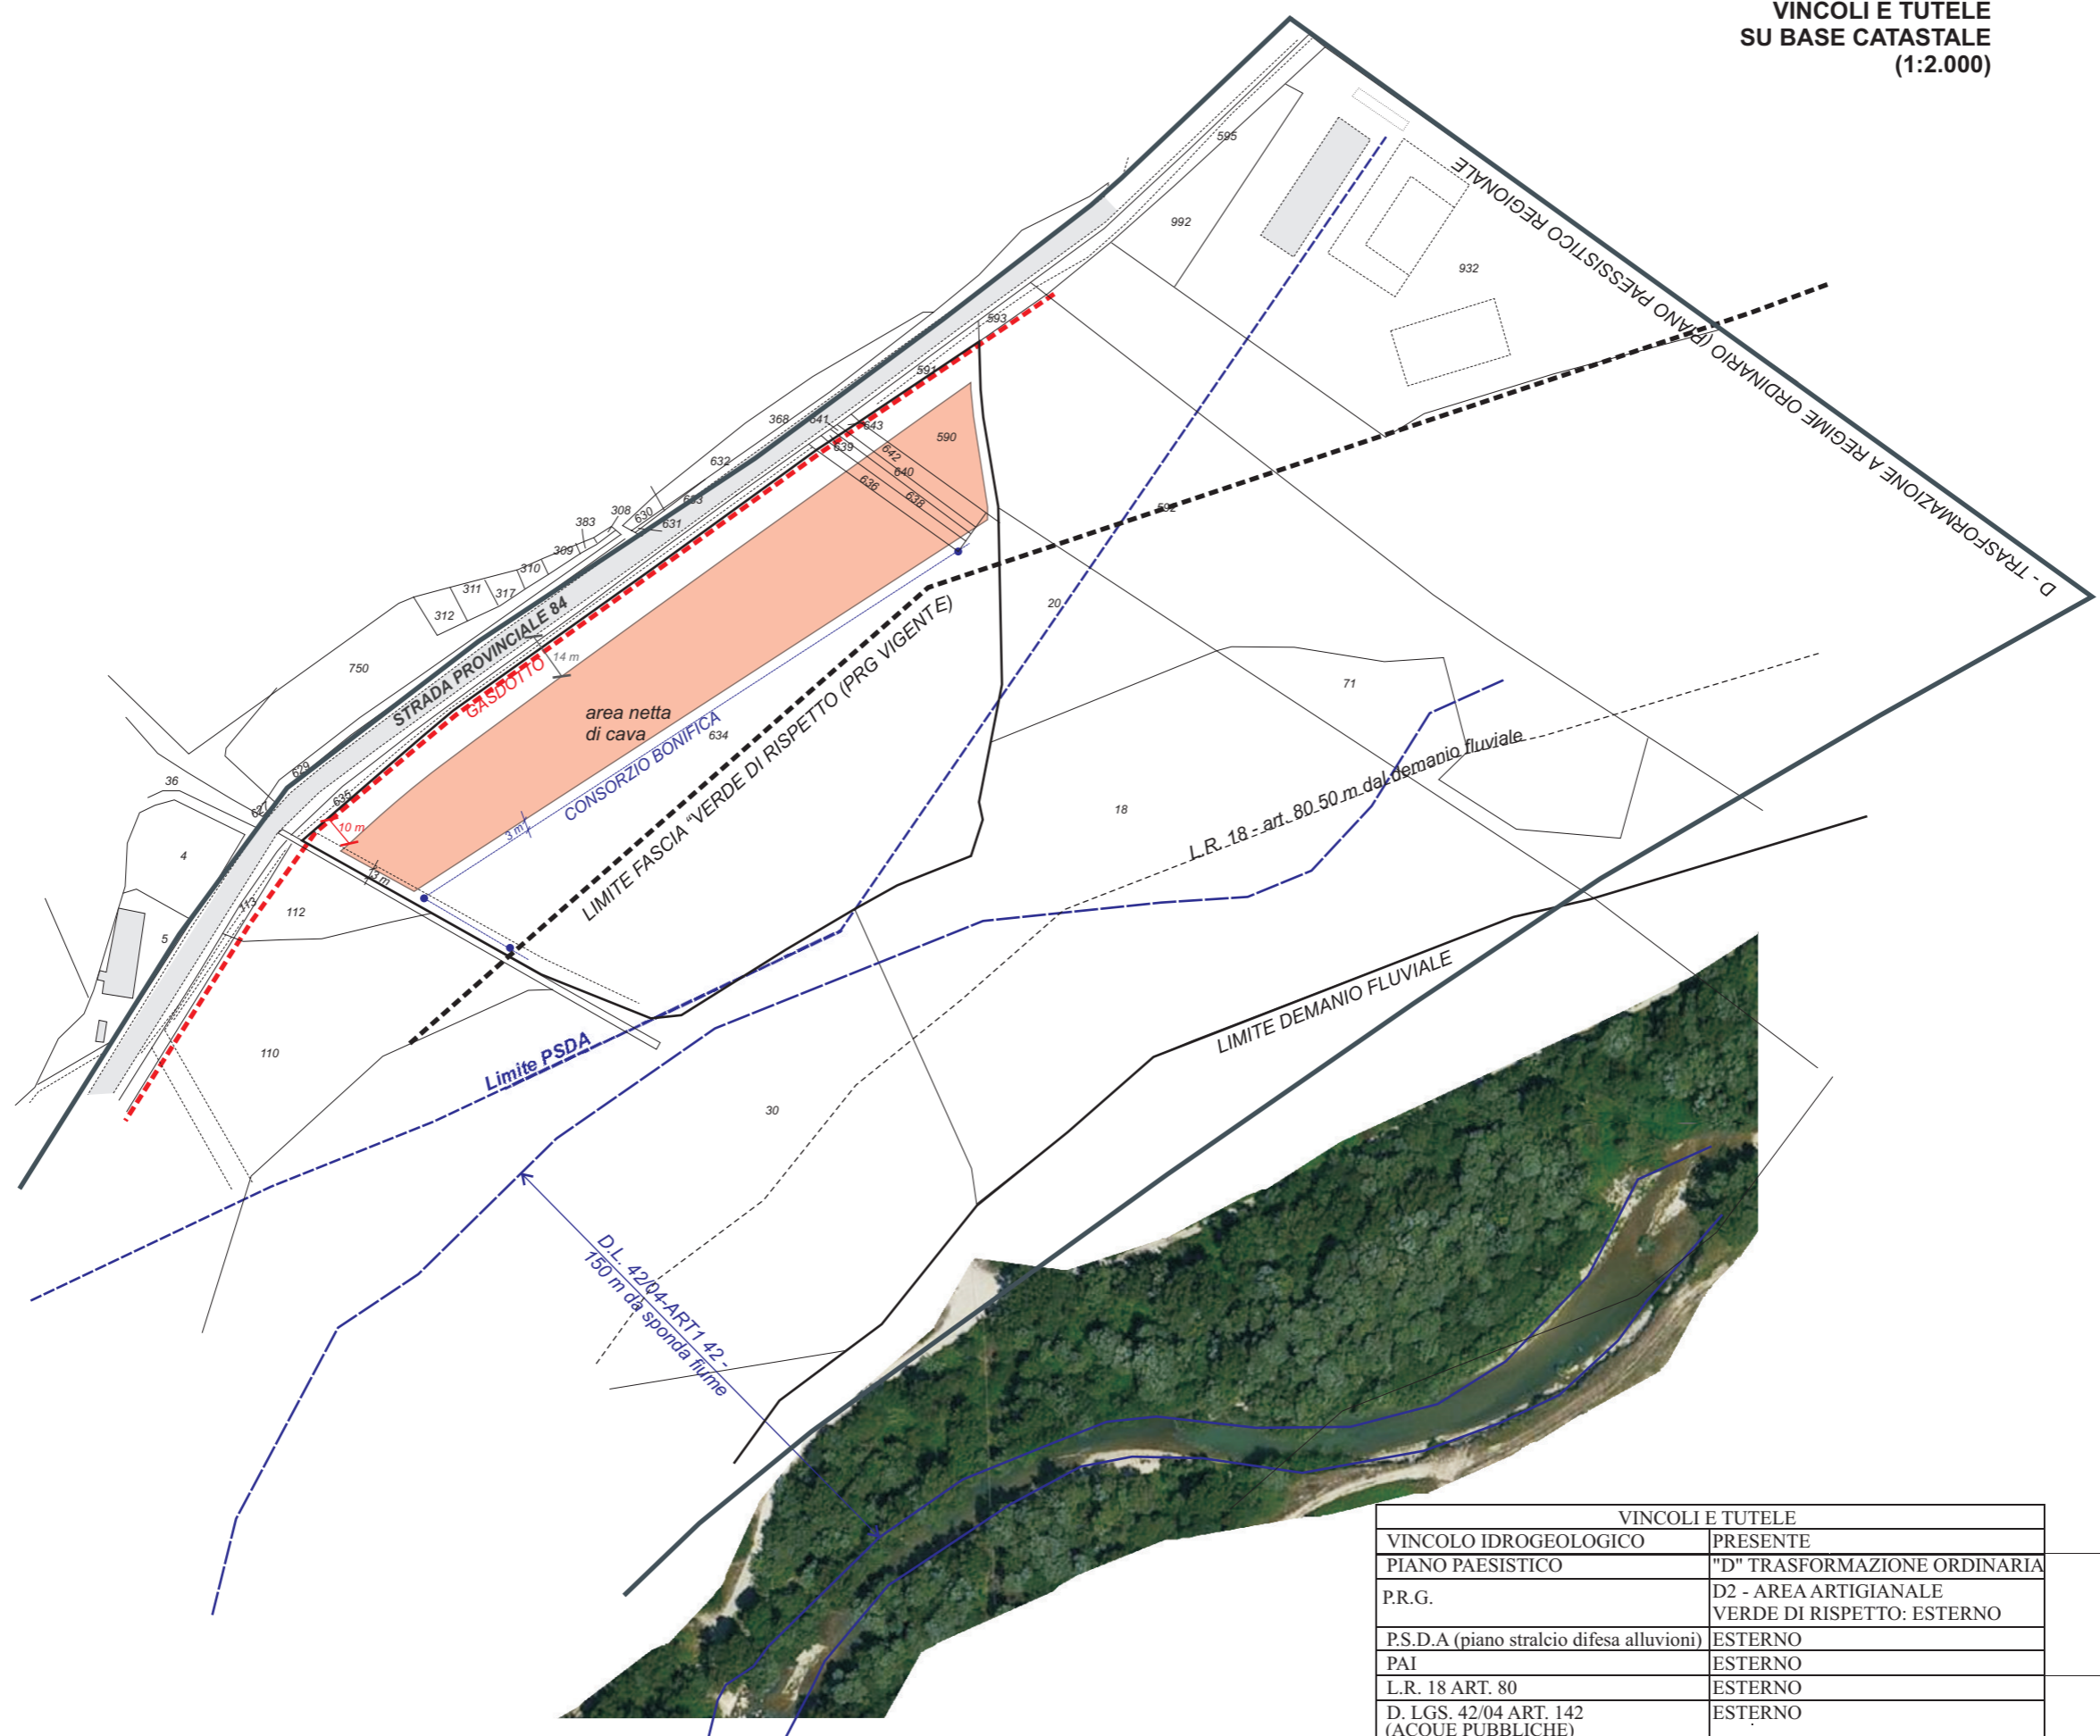 VINCOLI E TUTELE
SU BASE CATASTALE
(1:2.000)
595
992
932
D - TRASFORMAZIONE A REGIME ORDINARIO (PIANO PAESSISTICO REGIONALE
593
591
368
641
643
639
590
642
640
636
638
632
633
308
630
631
383
309
310
311
317
312
592
20
STRADA PROVINCIALE 84
14 m
GASDOTTO
750
area netta
di cava
634
CONSORZIO BONIFICA
LIMITE FASCIA "VERDE DI RISPETTO (PRG VIGENTE)
71
629
36
627
635
10 m
3 m
3 m
18
L.R. 18 - art. 80 50 m dal demanio fluviale
4
113
112
5
LIMITE DEMANIO FLUVIALE
110
Limite PSDA
30
D.L. 42/04-ART1 42 -
150 m da sponda fiume
VINCOLI E TUTELE
VINCOLO IDROGEOLOGICO PRESENTE
PIANO PAESISTICO "D" TRASFORMAZIONE ORDINARIA
P.R.G. D2 - AREA ARTIGIANALE
VERDE DI RISPETTO: ESTERNO
P.S.D.A (piano stralcio difesa alluvioni) ESTERNO
PAI ESTERNO
L.R. 18 ART. 80 ESTERNO
D. LGS. 42/04 ART. 142 ESTERNO
(ACQUE PUBBLICHE)